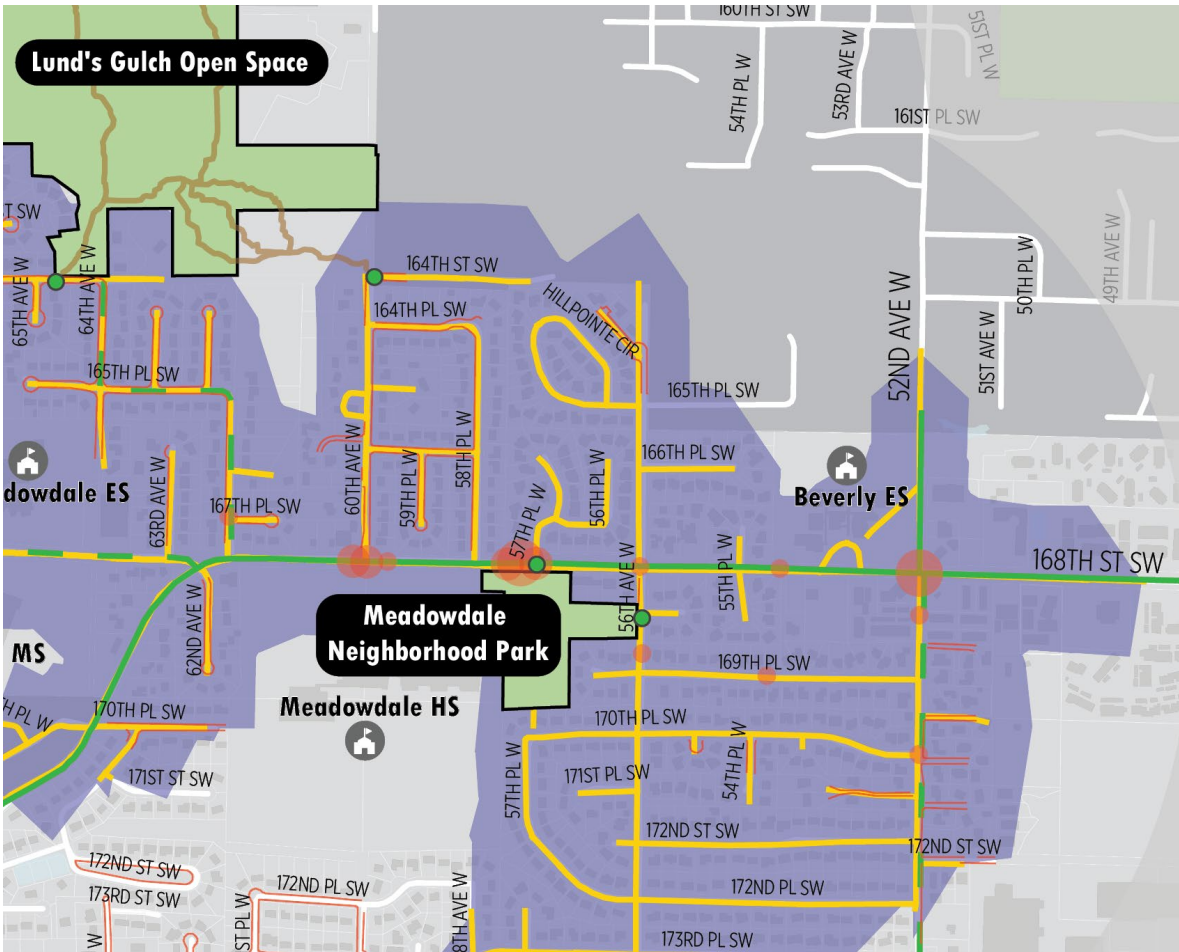 160TH ST SW
51ST PL W
Lund's Gulch Open Space
54TH PL W
53RD AVE W
161ST PL SW
T SW
65TH AVE W
64TH AVE W
164TH ST SW
HILLPOINTE CIR
164TH PL SW
52ND AVE W
50TH PL W
49TH AVE W
51ST AVE W
165TH PL SW
165TH PL SW
60TH AVE W
59TH PL W
58TH PL W
166TH PL SW
dowdale ES
63RD AVE W
167TH PL SW
57TH PL W
56TH PL W
Beverly ES
168TH ST SW
56TH AVE W
55TH PL W
Meadowdale
Neighborhood Park
62ND AVE W
MS
169TH PL SW
Meadowdale HS
H PL W
170TH PL SW
170TH PL SW
57TH PL W
171ST PL SW
54TH PL W
171ST ST SW
172ND ST SW
172ND ST SW
172ND ST SW
172ND PL SW
172ND PL SW
173RD ST SW
W
ST PL W
8TH AVE W
173RD PL SW